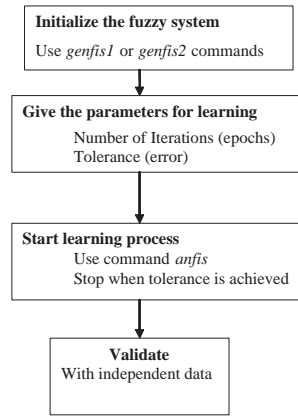 Initialize the fuzzy system
Use genfis1 or genfis2 commands
Give the parameters for learning
Number of Iterations (epochs)
Tolerance (error)
Start learning process
Use command anfis
Stop when tolerance is achieved
Validate
With independent data